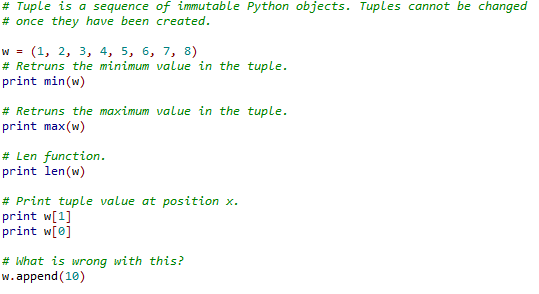 # Tuple is a sequence of immutable Python objects. Tuples cannot be changed
# once they have been created.
w = (1, 2, 3, 4, 5, 6, 7, 8)
# Retruns the minimum value in the tuple.
print min(w)
# Retruns the maximum value in the tuple.
print max(w)
# Len function.
print len(w)
# Print tuple value at position x.
print w[1]
print w[0]
# What is wrong with this?
w.append(10)